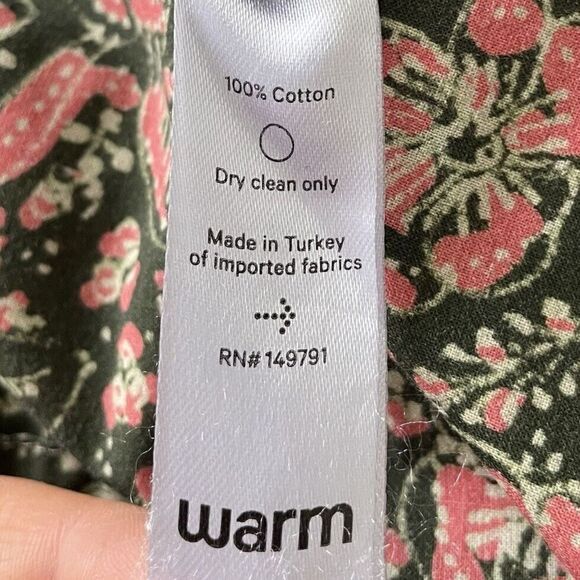 100% Cotton
Dry clean only
Made in Turkey
of imported fabrics
RN# 149791
warm